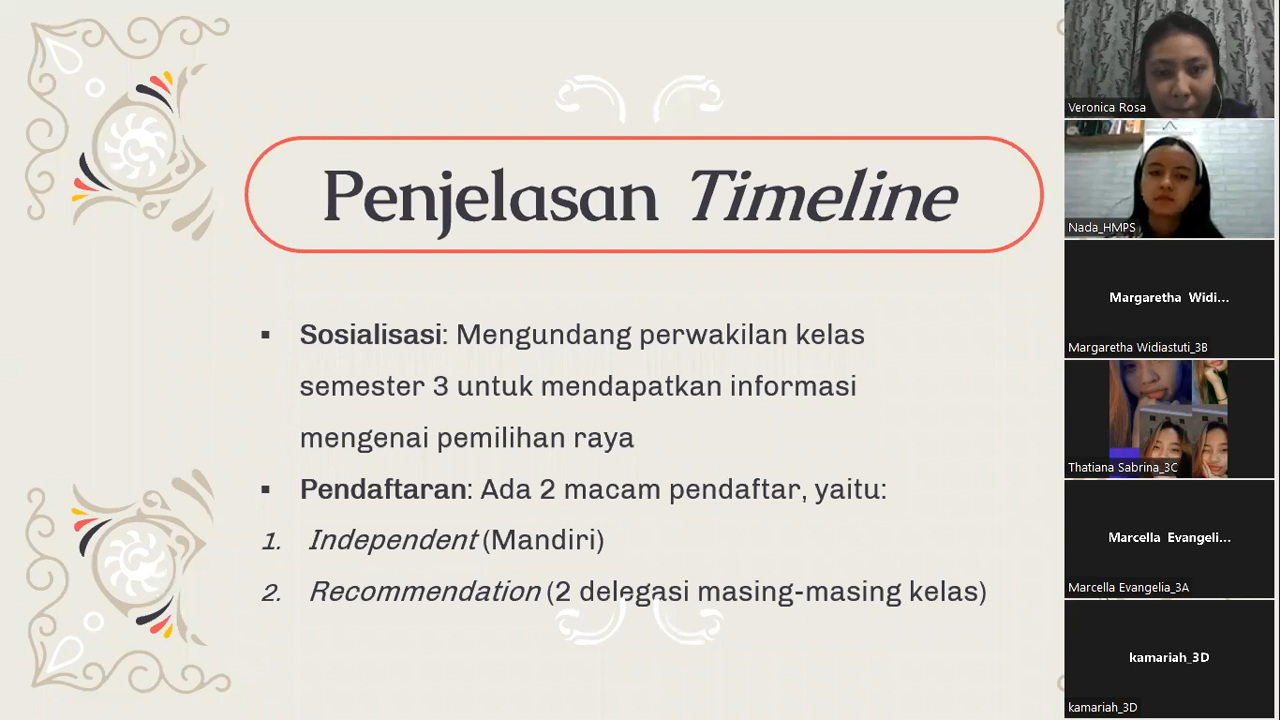 Penjelasan Timeline
▪ Sosialisasi: Mengundang perwakilan kelas
semester 3 untuk mendapatkan informasi
mengenai pemilihan raya
▪ Pendaftaran: Ada 2 macam pendaftar, yaitu:
1. Independent (Mandiri)
2. Recommendation (2 delegasi masing-masing kelas)
Veronica Rosa
Nada_HMPS
Margaretha Widi...
Margaretha Widiastuti_3B
Thatiana Sabrina_3C
Marcella Evangeli...
Marcella Evangelia_3A
kamariah_3D
kamariah_3D